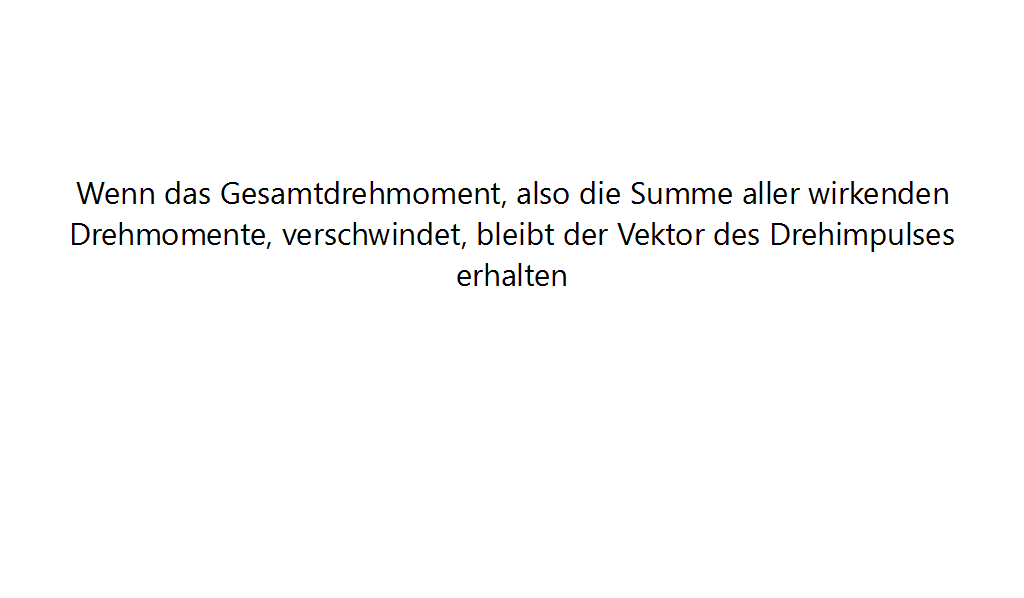 Wenn das Gesamtdrehmoment, also die Summe aller wirkenden
Drehmomente, verschwindet, bleibt der Vektor des Drehimpulses
erhalten